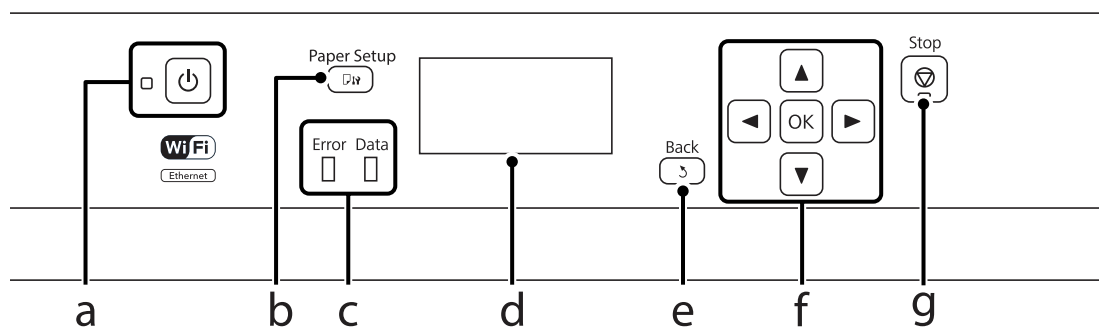 Paper Setup
Stop
Error Data
OK
Back
WiFi
Ethernet
a b c d e f g